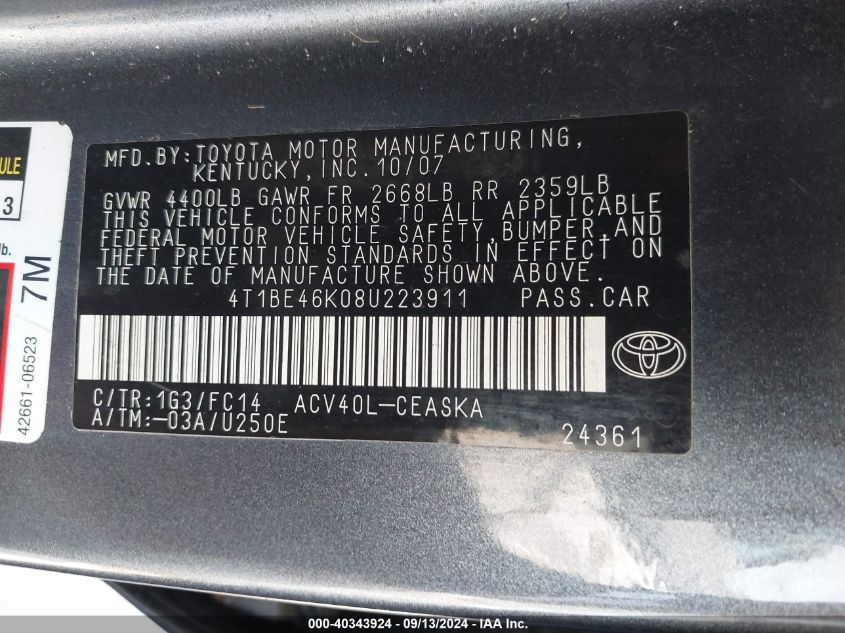 MFD.BY:TOYOTA MOTOR MANUFACTURING,
KENTUCKY,INC.10/07
GVWR 4400LB GAWR FR 2668LB RR 2359LB
THIS VEHICLE CONFORMS TO ALL APPLICABLE
FEDERAL MOTOR VEHICLE SAFETY,BUMPER,AND
THEFT PREVENTION STANDARDS IN EFFECT ON
THE DATE OF MANUFACTURE SHOWN ABOVE.
4T1BE46K08U223911 PASS.CAR
C/TR:1G3/FC14 ACV40L-CEASKA
A/TM:-03A/U250E
24361
ULE
3
lb.
7M
42661-06523
000-40343924 - 09/13/2024 - IAA Inc.